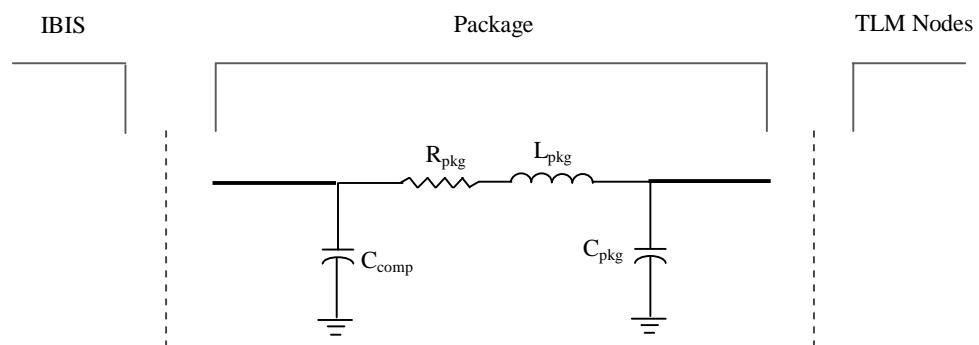 IBIS
Package
TLM Nodes
Rpkg
Lpkg
Ccomp
Cpkg